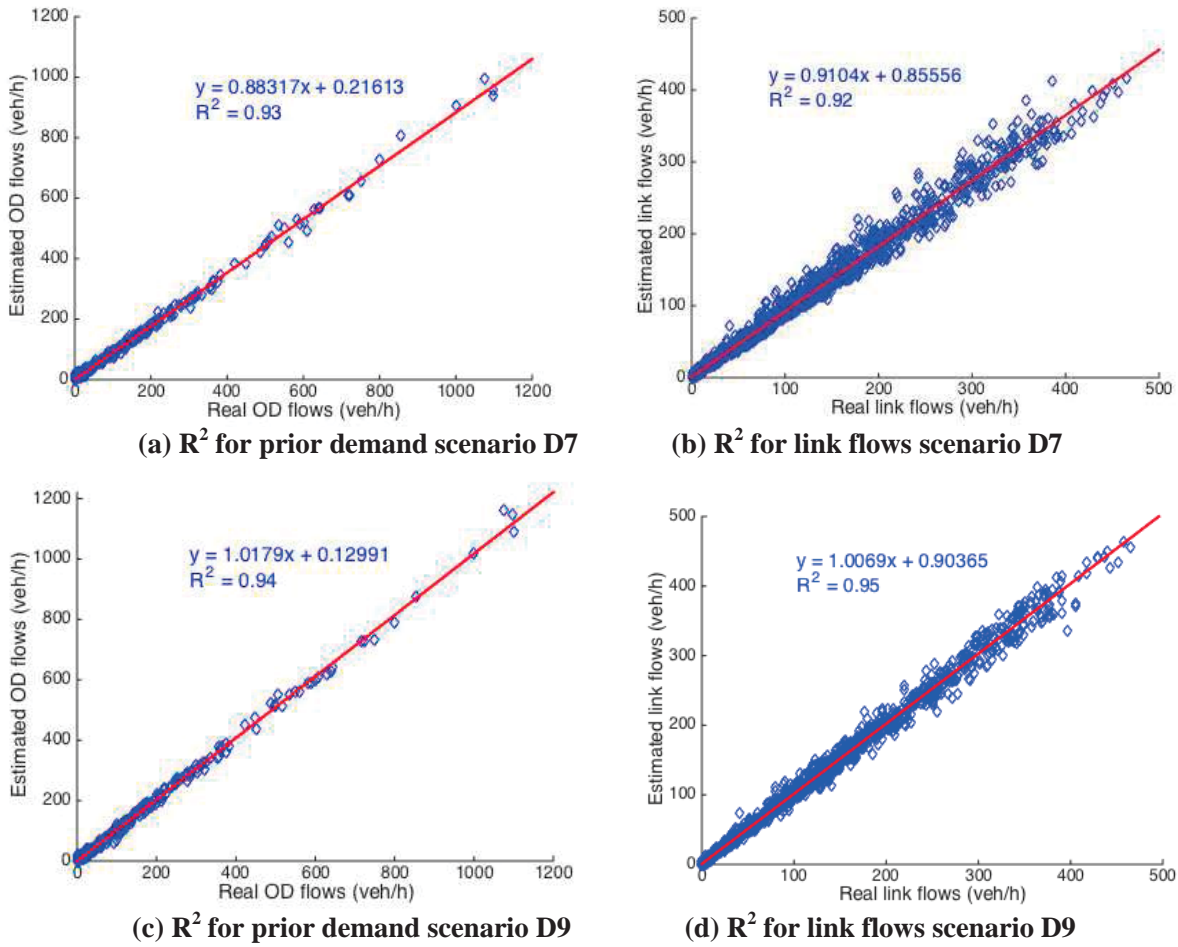 1200
1000
800
600
400
200
0
Estimated OD flows (veh/h)
y = 0.88317x + 0.21613
R² = 0.93
0 200 400 600 800 1000 1200
Real OD flows (veh/h)
(a) R² for prior demand scenario D7
500
400
300
200
100
0
Estimated link flows (veh/h)
y = 0.9104x + 0.85556
R² = 0.92
0 100 200 300 400 500
Real link flows (veh/h)
(b) R² for link flows scenario D7
1200
1000
800
600
400
200
0
Estimated OD flows (veh/h)
y = 1.0179x + 0.12991
R² = 0.94
0 200 400 600 800 1000 1200
Real OD flows (veh/h)
(c) R² for prior demand scenario D9
500
400
300
200
100
0
Estimated link flows (veh/h)
y = 1.0069x + 0.90365
R² = 0.95
0 100 200 300 400 500
Real link flows (veh/h)
(d) R² for link flows scenario D9